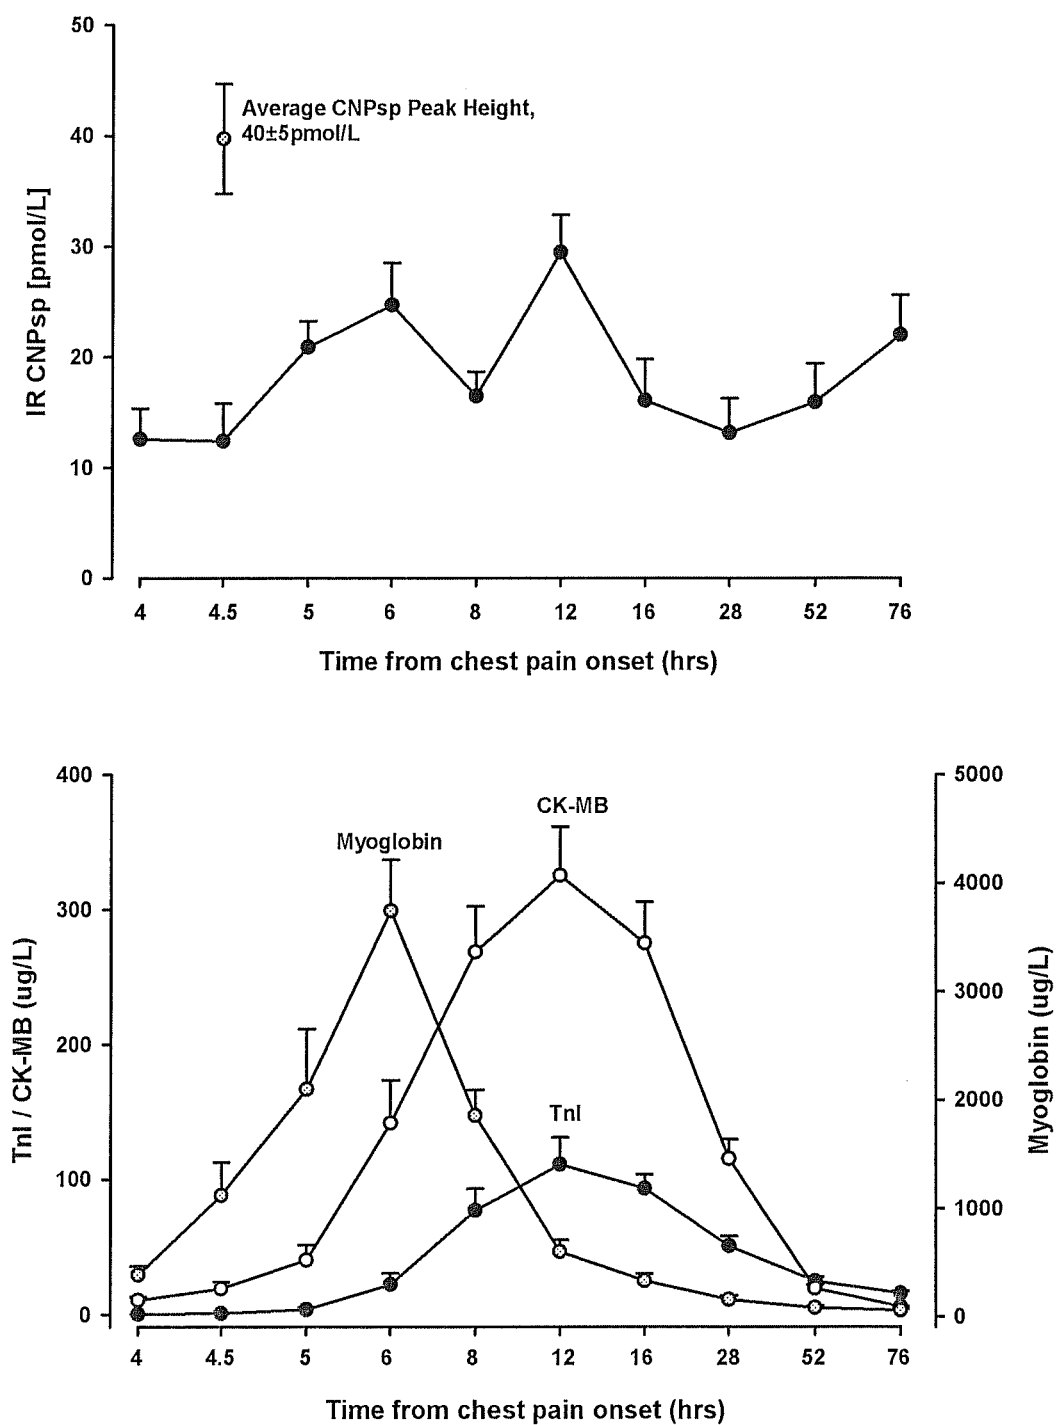 50
40
30
20
10
0
IR CNPsp [pmol/L]
Average CNPsp Peak Height,
40±5pmol/L
4 4.5 5 6 8 12 16 28 52 76
Time from chest pain onset (hrs)
400
300
200
100
0
TnI / CK-MB (ug/L)
Myoglobin
CK-MB
TnI
5000
4000
3000
2000
1000
0
Myoglobin (ug/L)
4 4.5 5 6 8 12 16 28 52 76
Time from chest pain onset (hrs)